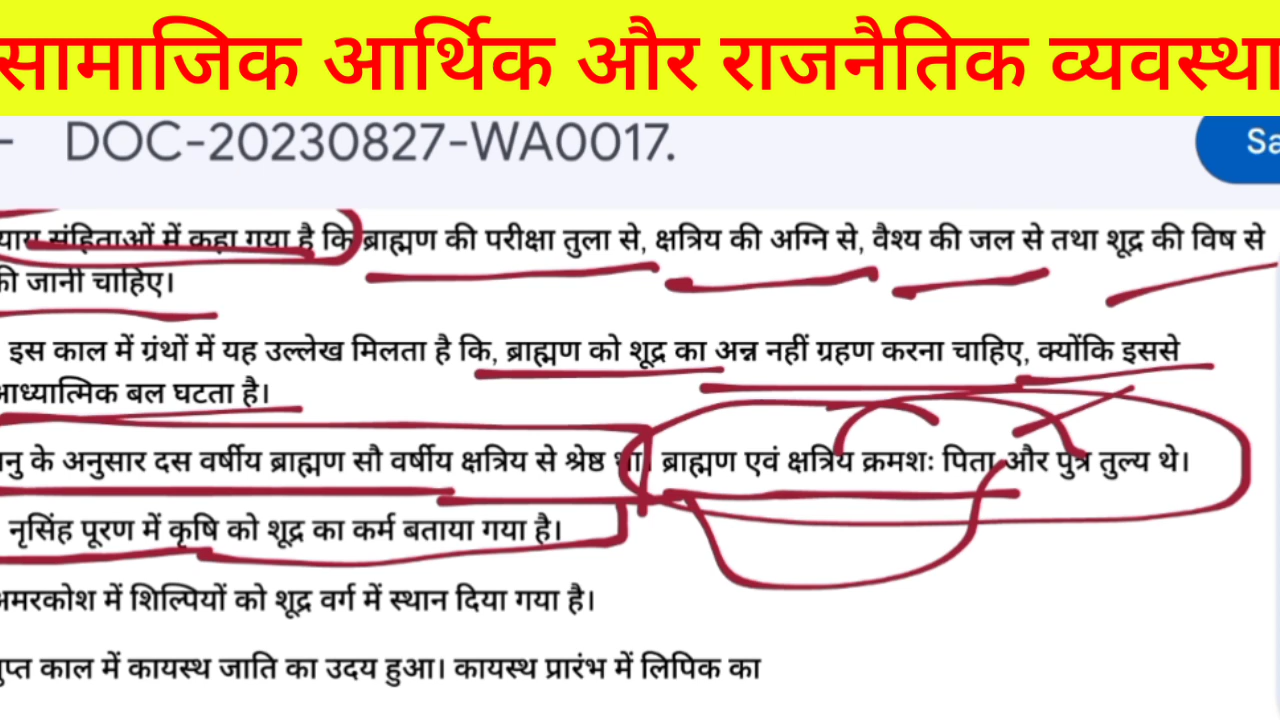 सामाजिक आर्थिक और राजनैतिक व्यवस्था
DOC-20230827-WA0017.
Sa
संहिताओं में कहा गया है कि ब्राह्मण की परीक्षा तुला से, क्षत्रिय की अग्नि से, वैश्य की जल से तथा शूद्र की विष से
की जानी चाहिए।
इस काल में ग्रंथों में यह उल्लेख मिलता है कि, ब्राह्मण को शूद्र का अन्न नहीं ग्रहण करना चाहिए, क्योंकि इससे
आध्यात्मिक बल घटता है।
नु के अनुसार दस वर्षीय ब्राह्मण सौ वर्षीय क्षत्रिय से श्रेष्ठ था। ब्राह्मण एवं क्षत्रिय क्रमशः पिता और पुत्र तुल्य थे।
नृसिंह पूरण में कृषि को शूद्र का कर्म बताया गया है।
अमरकोश में शिल्पियों को शूद्र वर्ग में स्थान दिया गया है।
गुप्त काल में कायस्थ जाति का उदय हुआ। कायस्थ प्रारंभ में लिपिक का